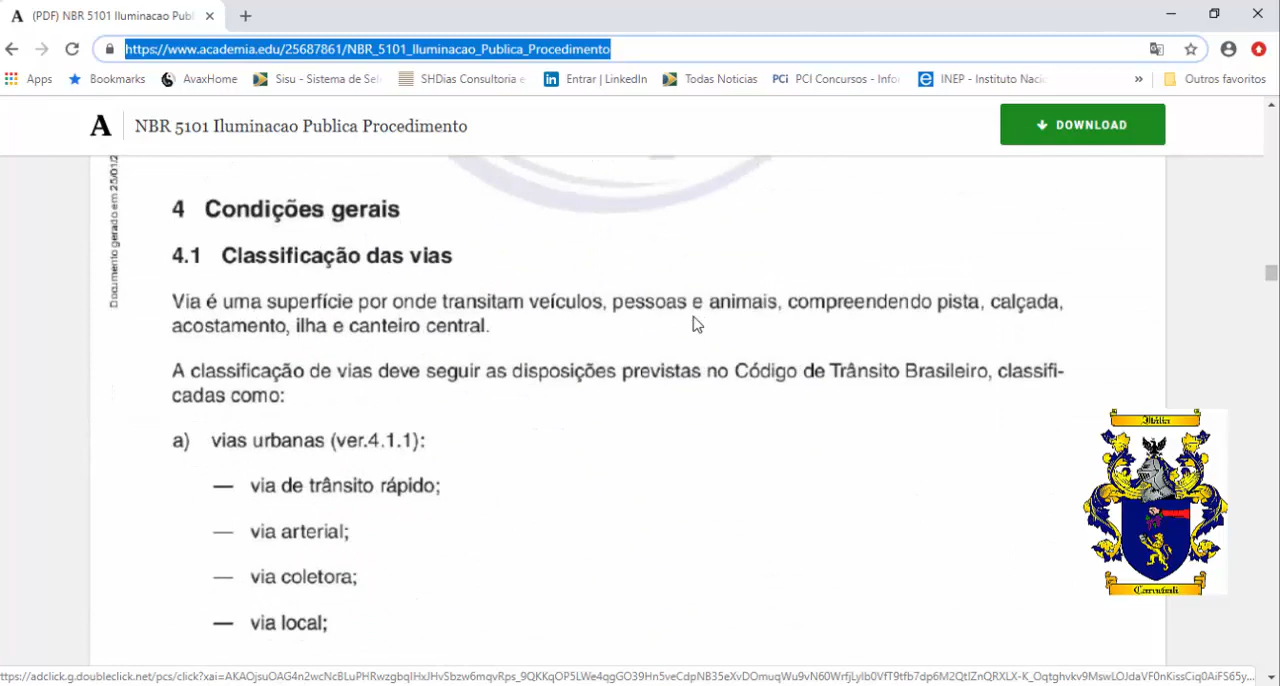 A (PDF) NBR 5101 Iluminacao Publ × +
https://www.academia.edu/25687861/NBR_5101_Iluminacao_Publica_Procedimento
Apps Bookmarks AvaxHome Sisu - Sistema de Sel SHDias Consultoria e Entrar | LinkedIn Todas Noticias PCi PCI Concursos - Info INEP - Instituto Naci » Outros favoritos
A NBR 5101 Iluminacao Publica Procedimento DOWNLOAD
Documento gerado em 25/01/2
4 Condições gerais
4.1 Classificação das vias
Via é uma superfície por onde transitam veículos, pessoas e animais, compreendendo pista, calçada,
acostamento, ilha e canteiro central.
A classificação de vias deve seguir as disposições previstas no Código de Trânsito Brasileiro, classifi-
cadas como:
a) vias urbanas (ver.4.1.1):
— via de trânsito rápido;
— via arterial;
— via coletora;
— via local;
Itália